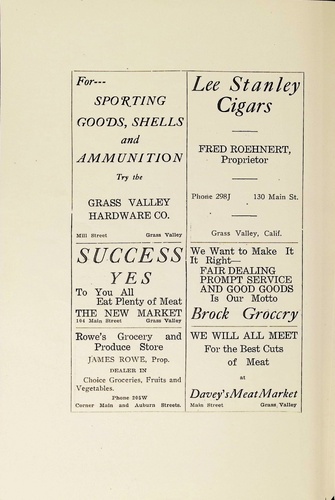 For---
SPORTING
GOODS, SHELLS
and
AMMUNITION
Try the
GRASS VALLEY
HARDWARE CO.
Mill Street Grass Valley
Lee Stanley
Cigars
FRED ROEHNERT,
Proprietor
Phone 298J 130 Main St.
Grass Valley, Calif.
SUCCESS
YES
To You All
Eat Plenty of Meat
THE NEW MARKET
104 Main Street Grass Valley
We Want to Make It
It Right—
FAIR DEALING
PROMPT SERVICE
AND GOOD GOODS
Is Our Motto
Brock Groccry
Rowe's Grocery and
Produce Store
JAMES ROWE, Prop.
DEALER IN
Choice Groceries, Fruits and
Vegetables.
Phone 201W
Corner Main and Auburn Streets.
WE WILL ALL MEET
For the Best Cuts
of Meat
at
Davey's Meat Market
Main Street Grass Valley